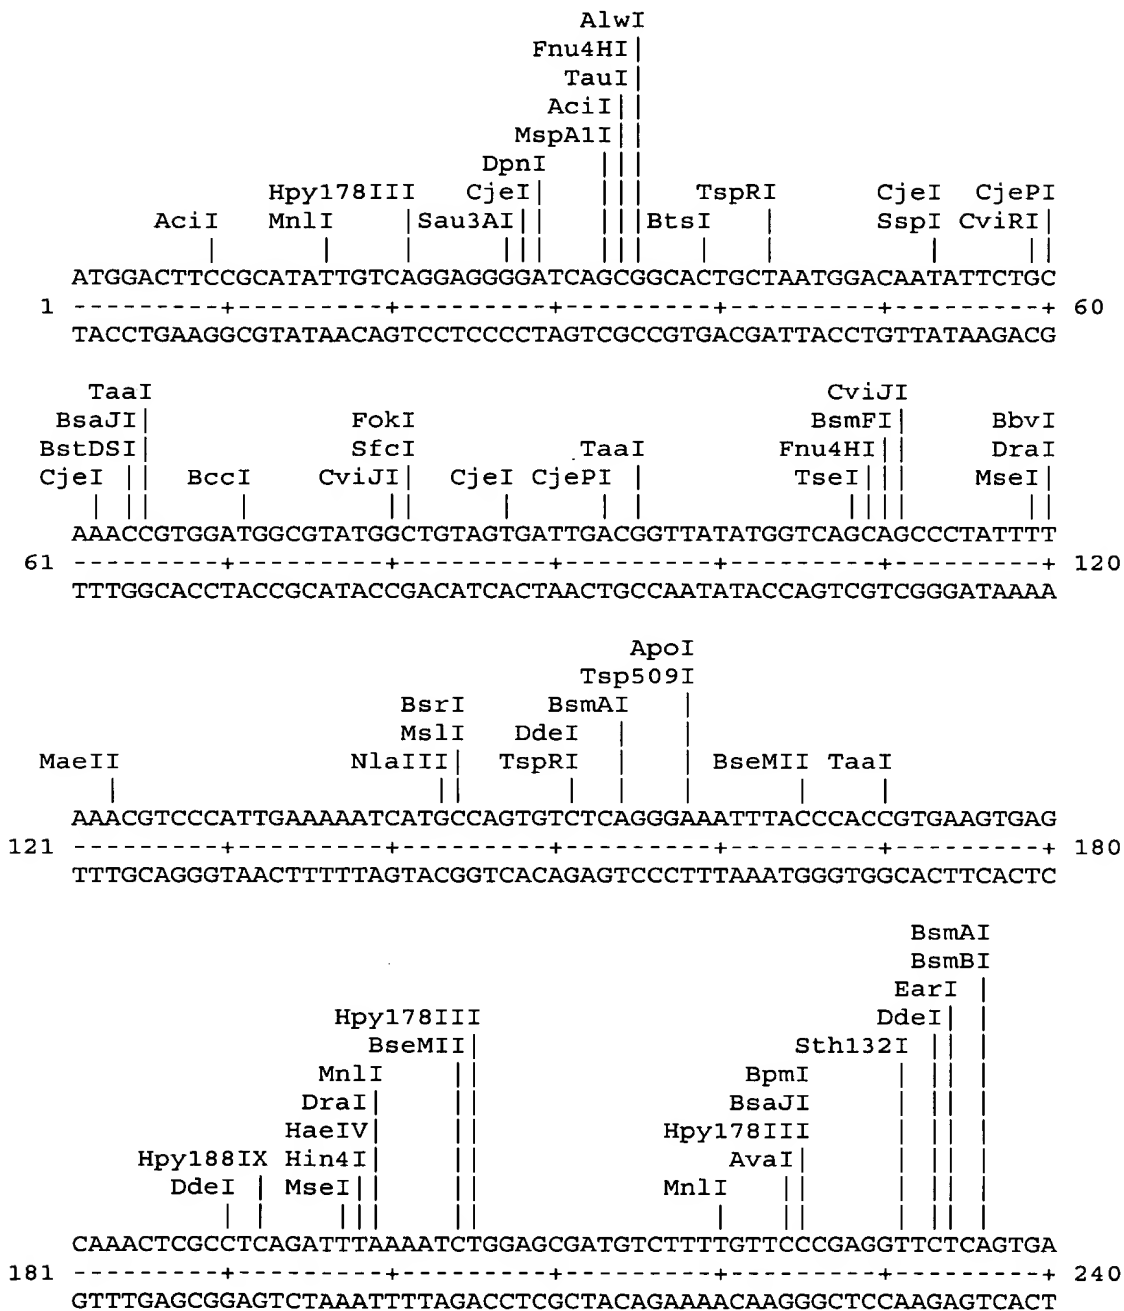 AlwI
Fnu4HI|
TauI|
AciI||
MspA1I||
DpnI |||
Hpy178III CjeI| ||| TspRI CjeI CjePI
AciI MnlI | Sau3AI|| ||| BtsI | SspI CviRI|
ATGGACTTCCGCATATTGTCAGGAGGGGATCAGCGGCACTGCTAATGGACAATATTCTGC
1 ---------+---------+---------+---------+---------+---------+ 60
TACCTGAAGGCGTATAACAGTCCTCCCCTAGTCGCCGTGACGATTACCTGTTATAAGACG
TaaI CviJI
BsaJI| FokI BsmFI| BbvI
BstDSI| SfcI TaaI Fnu4HI|| DraI
CjeI || BccI CviJI| CjeI CjePI | TseI||| MseI|
AAACCGTGGATGGCGTATGGCTGTAGTGATTGACGGTTATATGGTCAGCAGCCCTATTTT
61 ---------+---------+---------+---------+---------+---------+ 120
TTTGGCACCTACCGCATACCGACATCACTAACTGCCAATATACCAGTCGTCGGGATAAAA
ApoI
Tsp509I
BsrI BsmAI |
MslI DdeI | |
MaeII NlaIII| TspRI | | BseMII TaaI
AAACGTCCCATTGAAAAATCATGCCAGTGTCTCAGGGAAATTTACCCACCGTGAAGTGAG
121 ---------+---------+---------+---------+---------+---------+ 180
TTTGCAGGGTAACTTTTTAGTACGGTCACAGAGTCCCTTTAAATGGGTGGCACTTCACTC
BsmAI
BsmBI
EarI |
Hpy178III DdeI| |
BseMII| Sth132I || |
MnlI || BpmI | || |
DraI| || BsaJI | || |
HaeIV| || Hpy178III | || |
Hpy188IX Hin4I| || AvaI| | || |
DdeI | MseI|| || MnlI || | || |
CAAACTCGCCTCAGATTTAAAATCTGGAGCGATGTCTTTTGTTCCCGAGGTTCTCAGTGA
181 ---------+---------+---------+---------+---------+---------+ 240
GTTTGAGCGGAGTCTAAATTTTAGACCTCGCTACAGAAAACAAGGGCTCCAAGAGTCACT